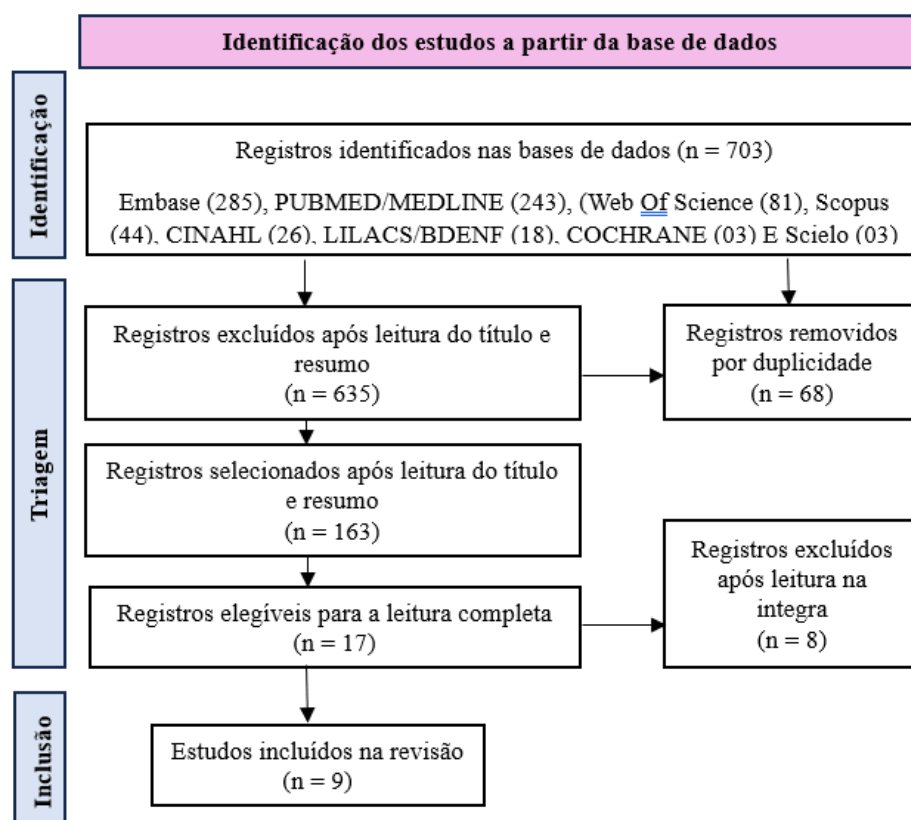 Identificação dos estudos a partir da base de dados
Identificação
Registros identificados nas bases de dados (n = 703)
Embase (285), PUBMED/MEDLINE (243), (Web Of Science (81), Scopus
(44), CINAHL (26), LILACS/BDENF (18), COCHRANE (03) E Scielo (03)
Triagem
Registros excluídos após leitura do título e
resumo
(n = 635)
Registros removidos
por duplicidade
(n = 68)
Registros selecionados após leitura do título
e resumo
(n = 163)
Registros elegíveis para a leitura completa
(n = 17)
Registros excluídos
após leitura na
integra
(n = 8)
Inclusão
Estudos incluídos na revisão
(n = 9)